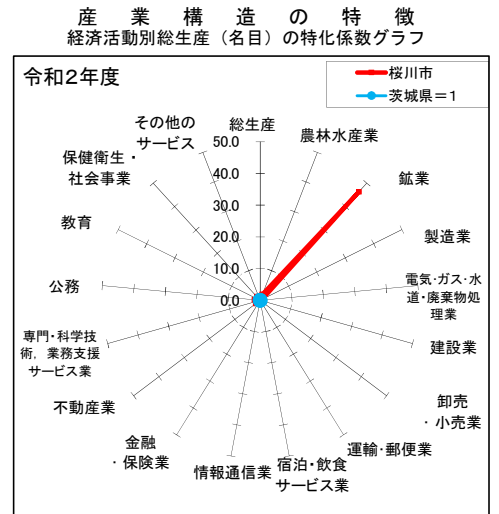 産業構造の特徴
経済活動別総生産（名目）の特化係数グラフ
令和2年度
桜川市
茨城県＝1
総生産
農林水産業
鉱業
製造業
電気・ガス・水
道・廃棄物処
理業
建設業
卸売
・小売業
運輸・郵便業
宿泊・飲食
サービス業
情報通信業
金融
・保険業
不動産業
専門・科学技
術，業務支援
サービス業
公務
教育
保健衛生・
社会事業
その他の
サービス
50.0
40.0
30.0
20.0
10.0
0.0